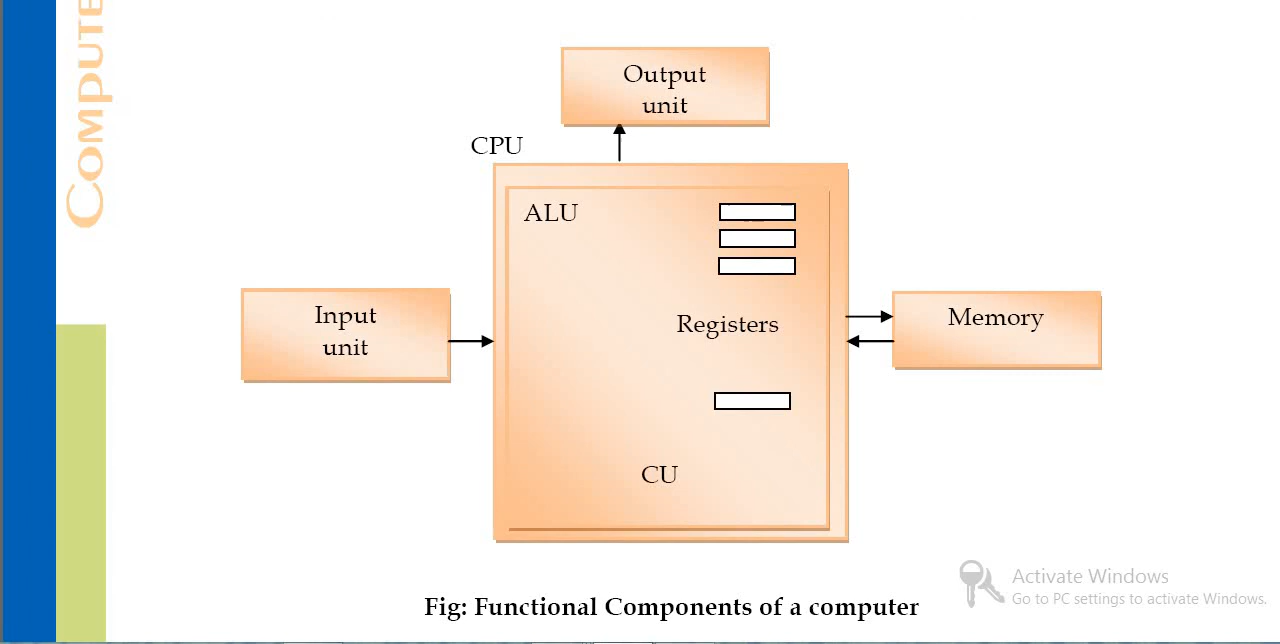 COMPUTE
Output
unit
CPU
ALU
Input
unit
Registers
Memory
CU
Fig: Functional Components of a computer
Activate Windows
Go to PC settings to activate Windows.